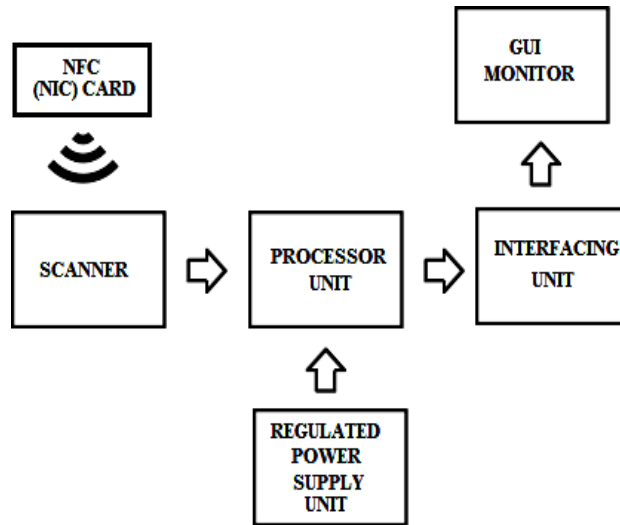 NFC
(NIC) CARD
GUI
MONITOR
SCANNER
PROCESSOR
UNIT
INTERFACING
UNIT
REGULATED
POWER
SUPPLY
UNIT